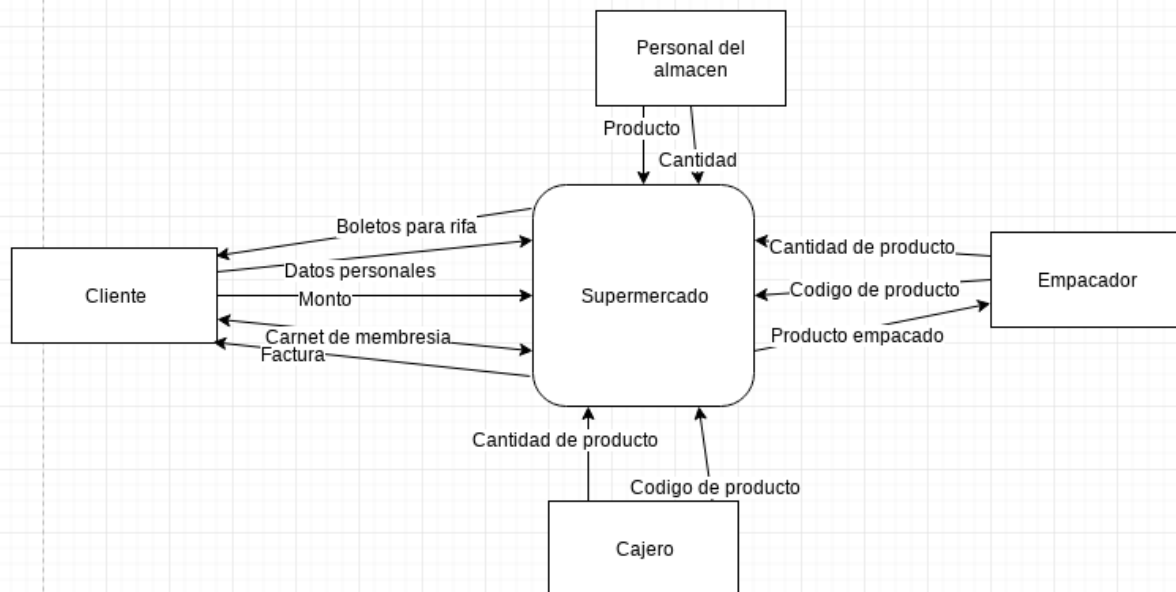 Personal del
almacen
Producto
Cantidad
Boletos para rifa
Datos personales
Cliente
Monto
Supermercado
Carnet de membresia
Factura
Cantidad de producto
Codigo de producto
Empacador
Producto empacado
Cantidad de producto
Codigo de producto
Cajero